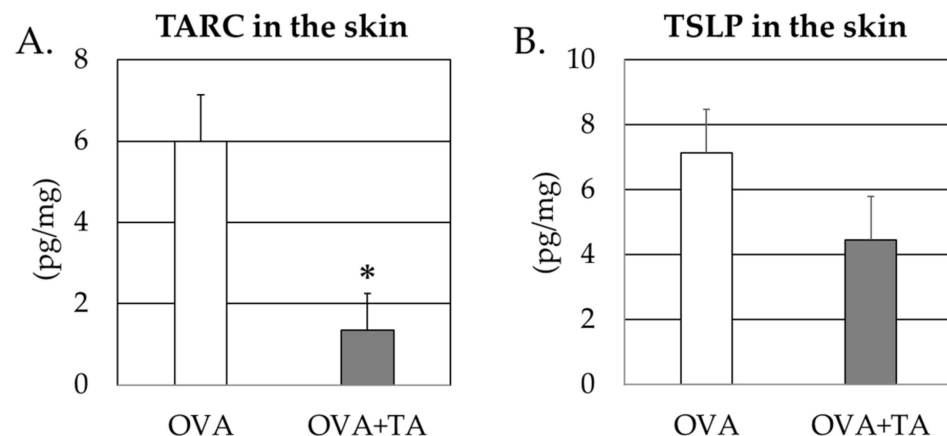 A.
TARC in the skin
(pg/mg)
8
6
4
2
0
*
OVA
OVA+TA
B.
TSLP in the skin
(pg/mg)
10
8
6
4
2
0
OVA
OVA+TA